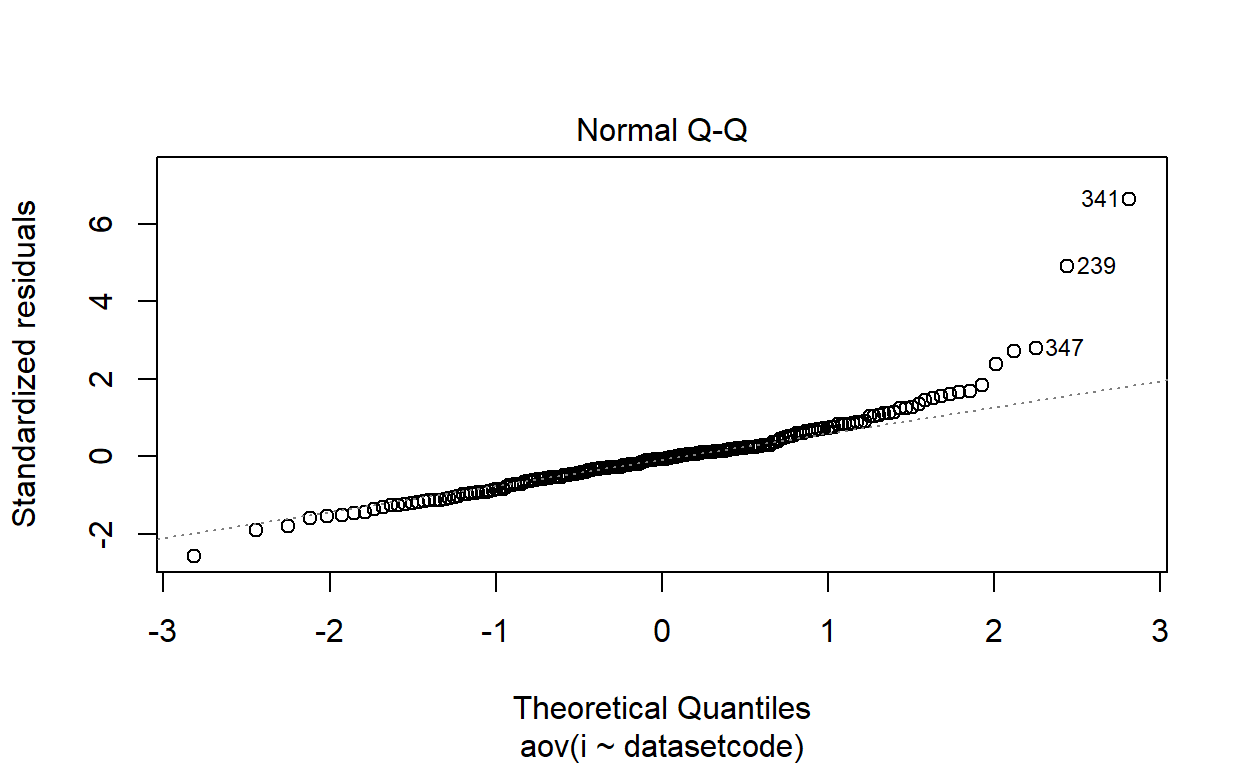 Normal Q-Q
Standardized residuals
6
4
2
0
-2
341
239
347
-3 -2 -1 0 1 2 3
Theoretical Quantiles
aov(i ~ datasetcode)